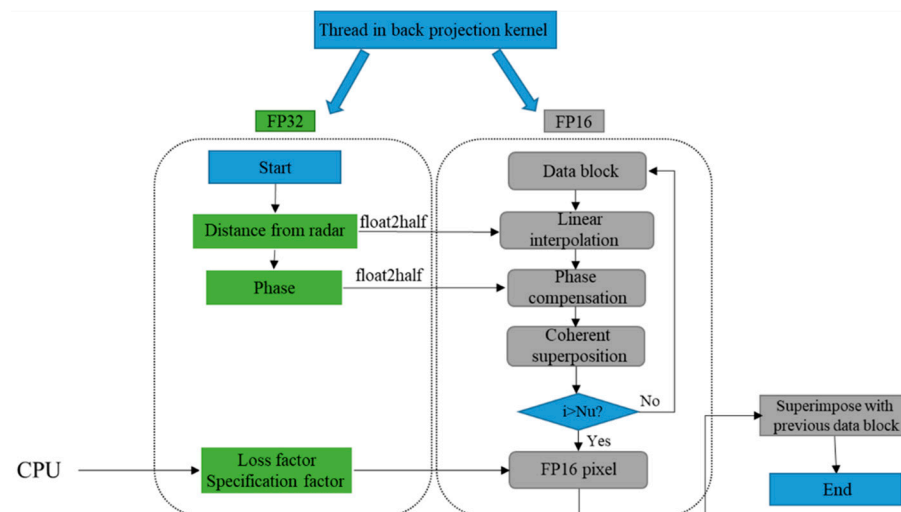 Thread in back projection kernel
FP32
FP16
Start
Data block
Distance from radar
float2half
Linear
interpolation
Phase
float2half
Phase
compensation
Coherent
superposition
i>Nu?
No
Yes
CPU
Loss factor
Specification factor
FP16 pixel
Superimpose with
previous data block
End